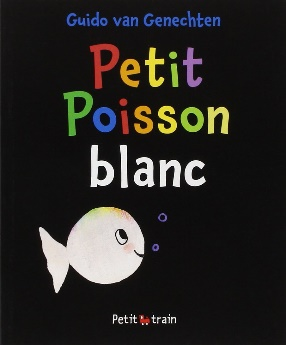 Guido van Genechten
Petit
Poisson
blanc
Petit train